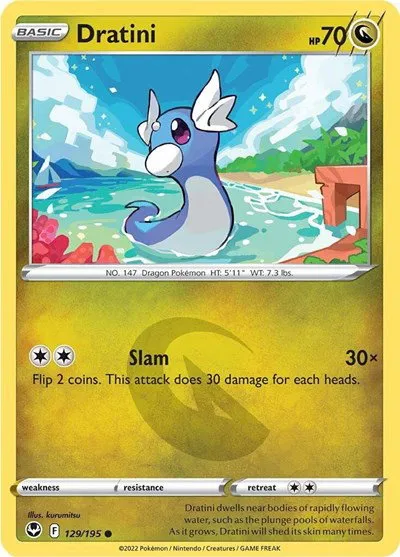 BASIC Dratini HP70
NO. 147 Dragon Pokémon HT: 5'11" WT: 7.3 lbs.
Slam 30×
Flip 2 coins. This attack does 30 damage for each heads.
weakness resistance retreat
Illus. kurumitsu
F 129/195
Dratini dwells near bodies of rapidly flowing
water, such as the plunge pools of waterfalls.
As it grows, Dratini will shed its skin many times.
©2022 Pokémon / Nintendo / Creatures / GAME FREAK